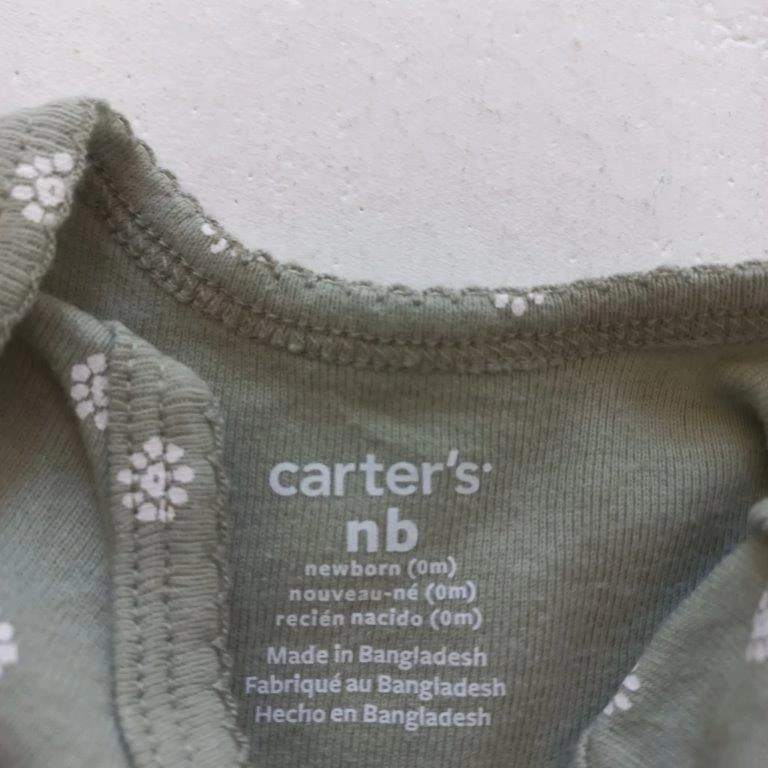 carter's
nb
newborn (0m)
nouveau-né (0m)
recién nacido (0m)
Made in Bangladesh
Fabriqué au Bangladesh
Hecho en Bangladesh